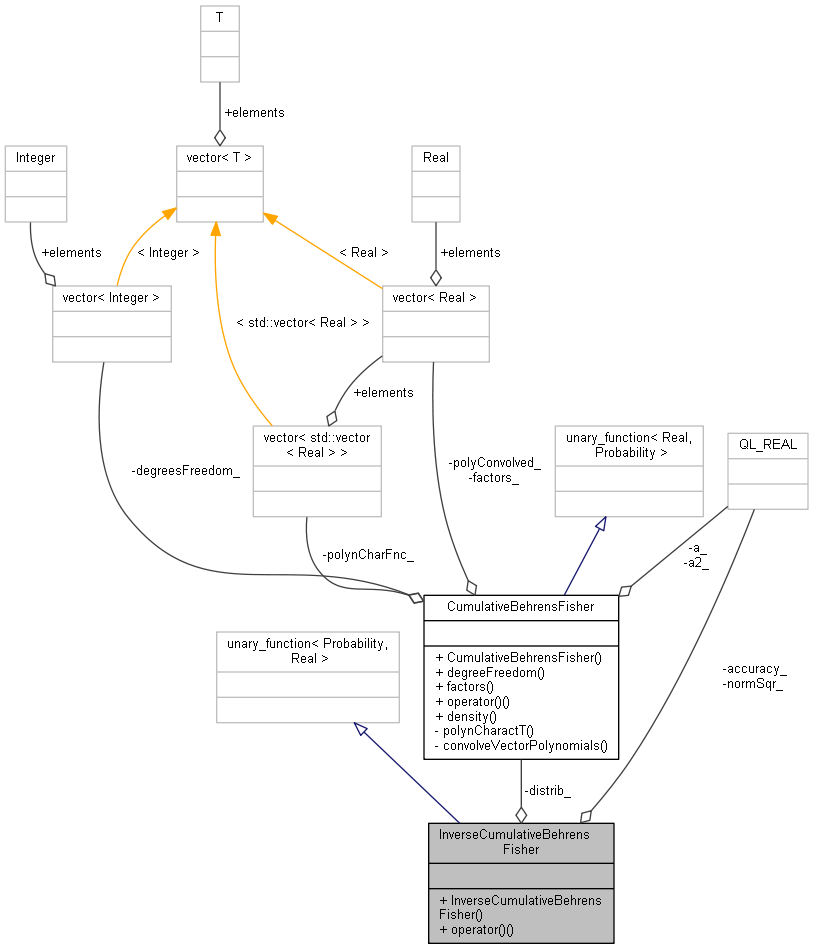 T
+elements
Integer
vector< T >
Real
+elements
< Integer >
< Real >
+elements
vector< Integer >
vector< Real >
< std::vector< Real > >
+elements
vector< std::vector
< Real > >
unary_function< Real,
Probability >
QL_REAL
-degreesFreedom_
-polyConvolved_
-factors_
-polynCharFnc_
-a_
-a2_
CumulativeBehrensFisher
+ CumulativeBehrensFisher()
+ degreeFreedom()
+ factors()
+ operator()()
+ density()
- polynCharactT()
- convolveVectorPolynomials()
unary_function< Probability,
Real >
-accuracy_
-normSqr_
-distrib_
InverseCumulativeBehrens
Fisher
+ InverseCumulativeBehrens
Fisher()
+ operator()()